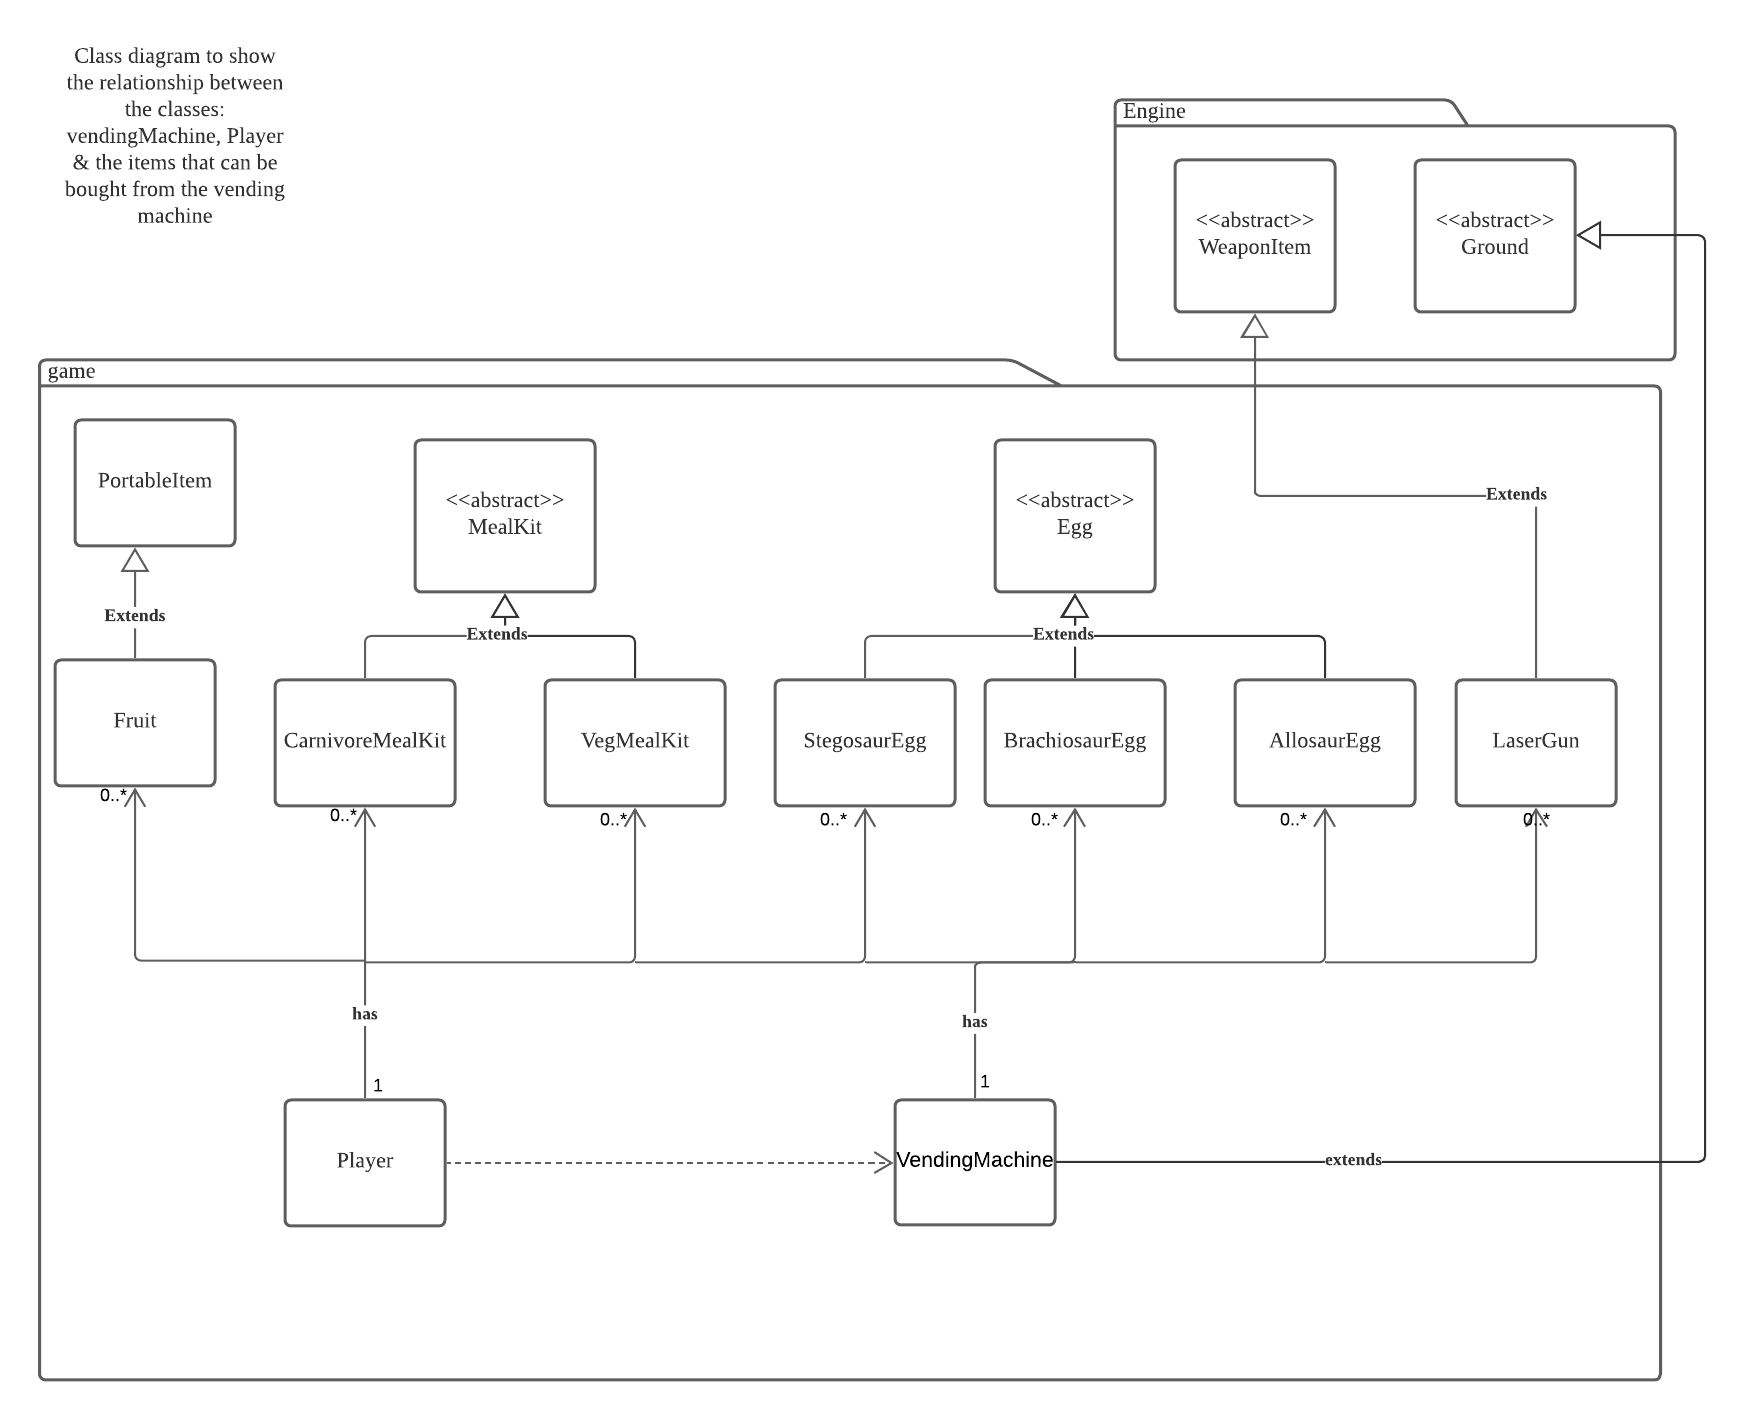 Class diagram to show
the relationship between
the classes:
vendingMachine, Player
& the items that can be
bought from the vending
machine
Engine
<<abstract>>
WeaponItem
<<abstract>>
Ground
game
PortableItem
<<abstract>>
MealKit
<<abstract>>
Egg
Extends
Extends
Extends
Extends
Fruit
CarnivoreMealKit
VegMealKit
StegosaurEgg
BrachiosaurEgg
AllosaurEgg
LaserGun
0..*
0..*
0..*
0..*
0..*
0..*
0..*
has
has
1
1
Player
VendingMachine
extends